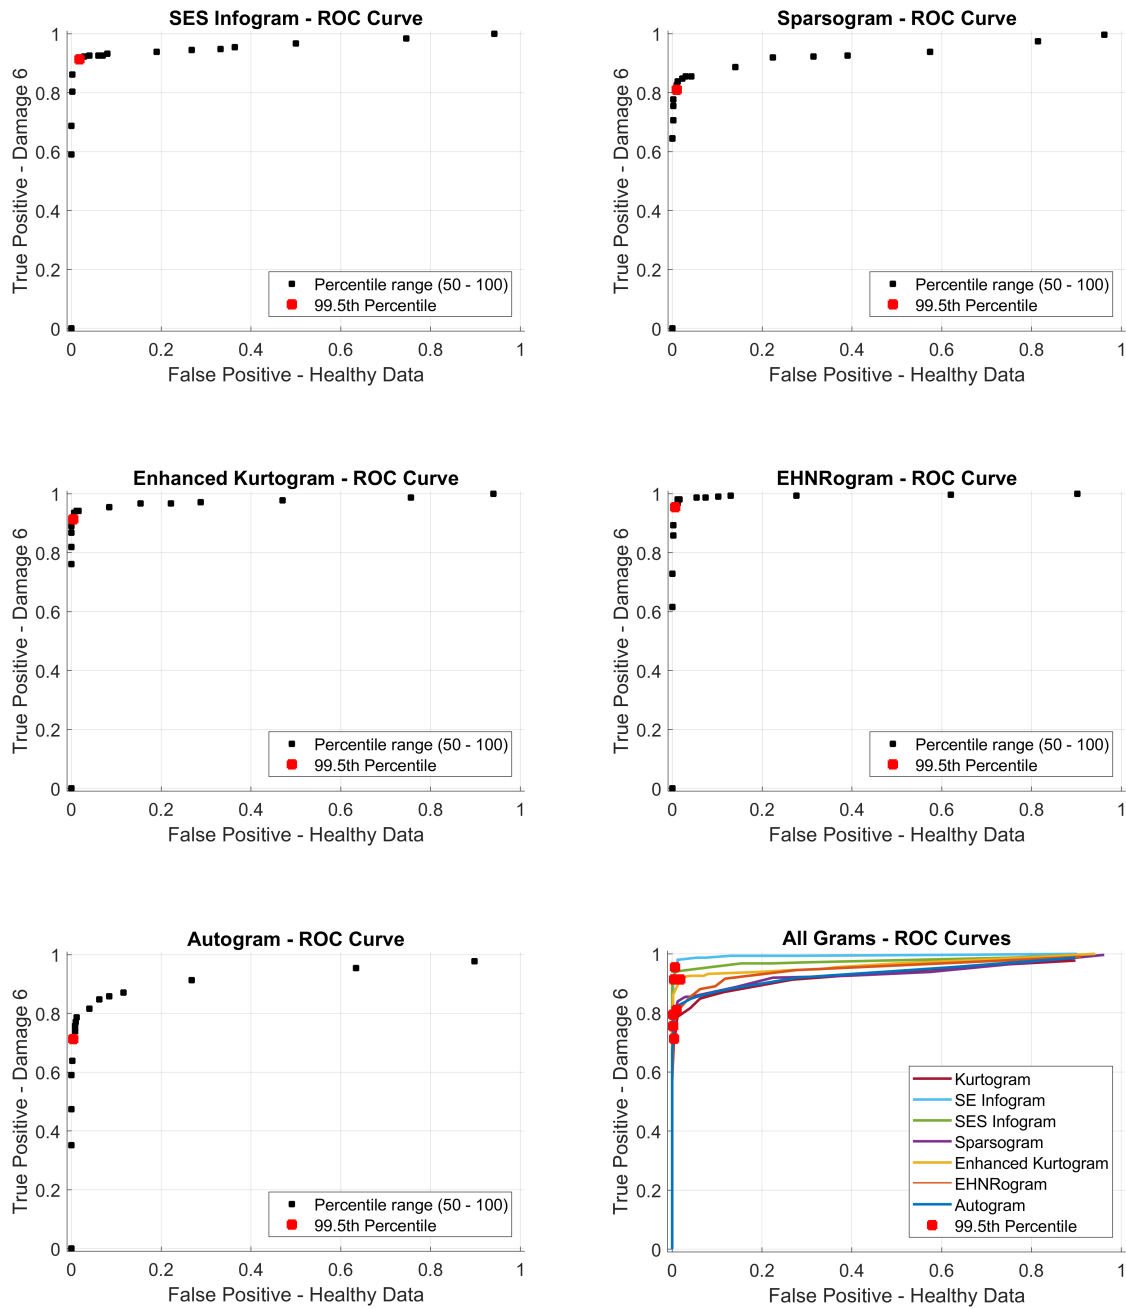 SES Infogram - ROC Curve
True Positive - Damage 6
1
0.8
0.6
0.4
0.2
0
Percentile range (50 - 100)
99.5th Percentile
0 0.2 0.4 0.6 0.8 1
False Positive - Healthy Data
Sparsogram - ROC Curve
True Positive - Damage 6
1
0.8
0.6
0.4
0.2
0
Percentile range (50 - 100)
99.5th Percentile
0 0.2 0.4 0.6 0.8 1
False Positive - Healthy Data
Enhanced Kurtogram - ROC Curve
True Positive - Damage 6
1
0.8
0.6
0.4
0.2
0
Percentile range (50 - 100)
99.5th Percentile
0 0.2 0.4 0.6 0.8 1
False Positive - Healthy Data
EHNRogram - ROC Curve
True Positive - Damage 6
1
0.8
0.6
0.4
0.2
0
Percentile range (50 - 100)
99.5th Percentile
0 0.2 0.4 0.6 0.8 1
False Positive - Healthy Data
Autogram - ROC Curve
True Positive - Damage 6
1
0.8
0.6
0.4
0.2
0
Percentile range (50 - 100)
99.5th Percentile
0 0.2 0.4 0.6 0.8 1
False Positive - Healthy Data
All Grams - ROC Curves
True Positive - Damage 6
1
0.8
0.6
0.4
0.2
0
Kurtogram
SE Infogram
SES Infogram
Sparsogram
Enhanced Kurtogram
EHNRogram
Autogram
99.5th Percentile
0 0.2 0.4 0.6 0.8 1
False Positive - Healthy Data